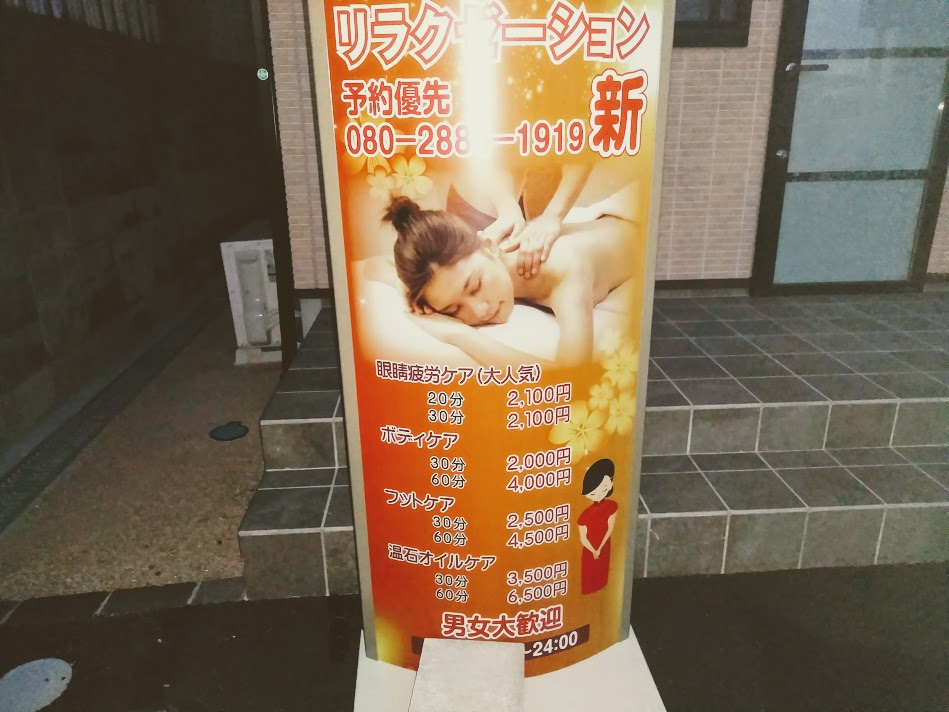 リラクゼーション
予約優先
080-288 -1919
新
眼睛疲労ケア(大人気)
20分 2,100円
30分 2,100円
ボディケア
30分 2,000円
60分 4,000円
フットケア
30分 2,500円
60分 4,500円
温石オイルケア
30分 3,500円
60分 6,500円
男女大歓迎
~24:00